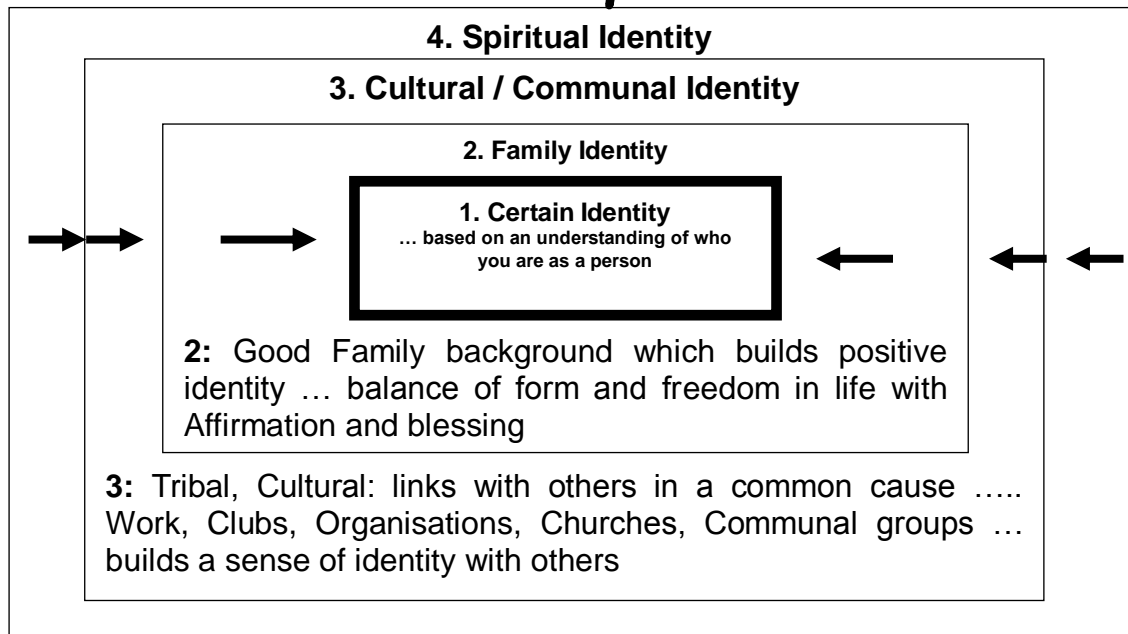 4. Spiritual Identity
3. Cultural / Communal Identity
2. Family Identity
1. Certain Identity
… based on an understanding of who
you are as a person
2: Good Family background which builds positive
identity … balance of form and freedom in life with
Affirmation and blessing
3: Tribal, Cultural: links with others in a common cause …..
Work, Clubs, Organisations, Churches, Communal groups …
builds a sense of identity with others